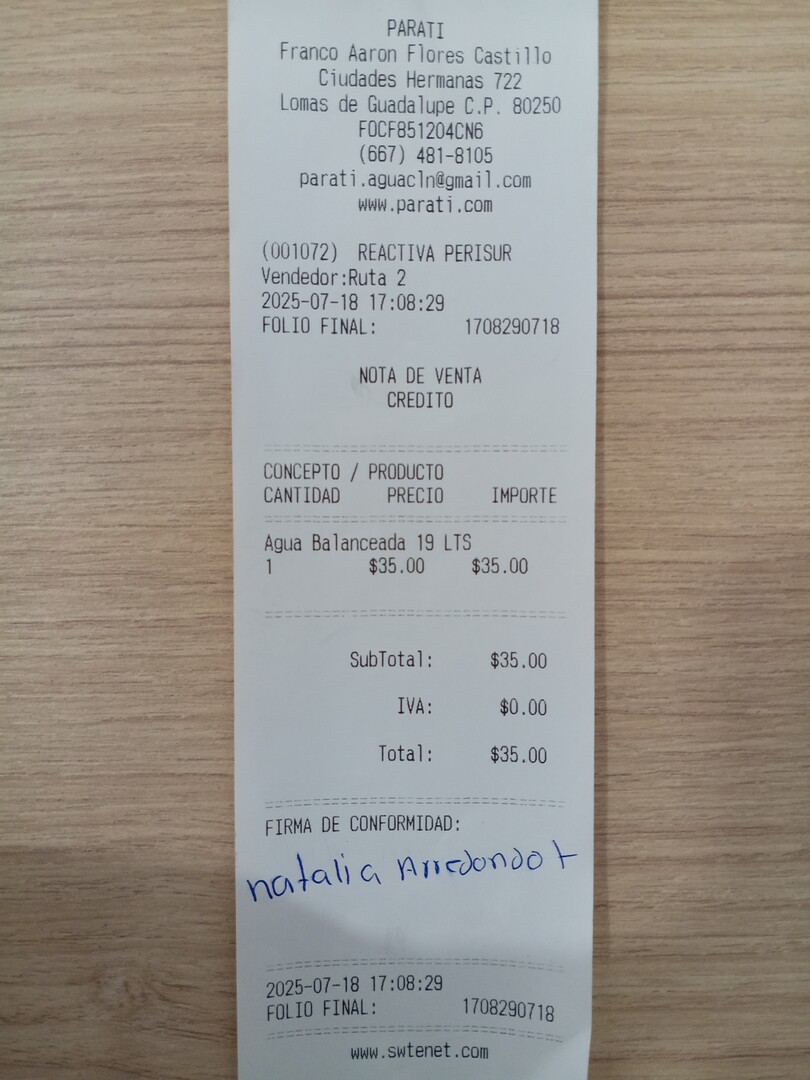 PARATI
Franco Aaron Flores Castillo
Ciudades Hermanas 722
Lomas de Guadalupe C.P. 80250
FOCF851204CN6
(667) 481-8105
parati.aguacln@gmail.com
www.parati.com
(001072) REACTIVA PERISUR
Vendedor:Ruta 2
2025-07-18 17:08:29
FOLIO FINAL: 1708290718
NOTA DE VENTA
CREDITO
CONCEPTO / PRODUCTO
CANTIDAD PRECIO IMPORTE
Agua Balanceada 19 LTS
1 $35.00 $35.00
SubTotal: $35.00
IVA: $0.00
Total: $35.00
FIRMA DE CONFORMIDAD:
natalia Arredondo t
2025-07-18 17:08:29
FOLIO FINAL: 1708290718
www.swtenet.com